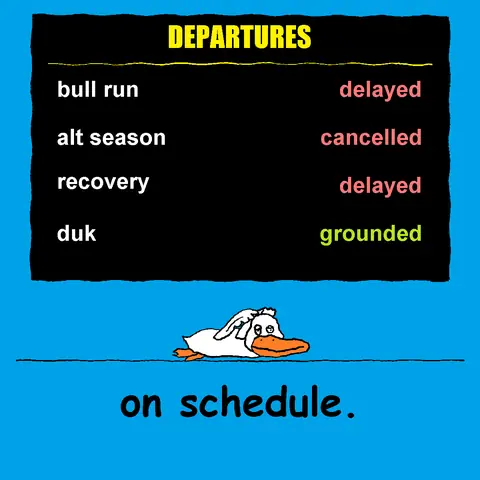 DEPARTURES
bull run delayed
alt season cancelled
recovery delayed
duk grounded
on schedule.